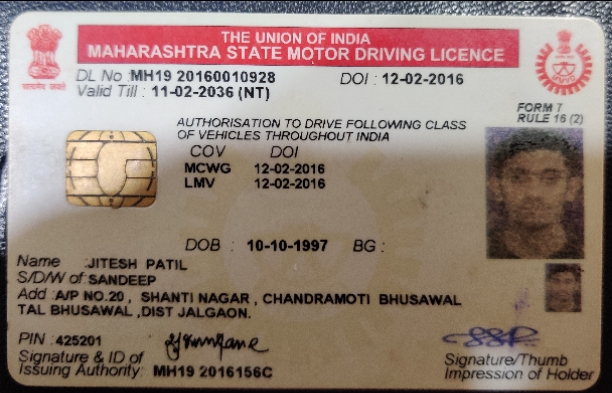 THE UNION OF INDIA
MAHARASHTRA STATE MOTOR DRIVING LICENCE
DL No : MH19 20160010928 DOI : 12-02-2016
Valid Till : 11-02-2036 (NT)
FORM 7
RULE 16 (2)
AUTHORISATION TO DRIVE FOLLOWING CLASS
OF VEHICLES THROUGHOUT INDIA
COV DOI
MCWG 12-02-2016
LMV 12-02-2016
DOB : 10-10-1997 BG :
Name : JITESH PATIL
S/D/W of : SANDEEP
Add : A/P NO.20 , SHANTI NAGAR , CHANDRAMOTI BHUSAWAL
TAL BHUSAWAL ,DIST JALGAON.
PIN : 425201
Signature & ID of
Issuing Authority: MH19 2016156C
Signature/Thumb
Impression of Holder